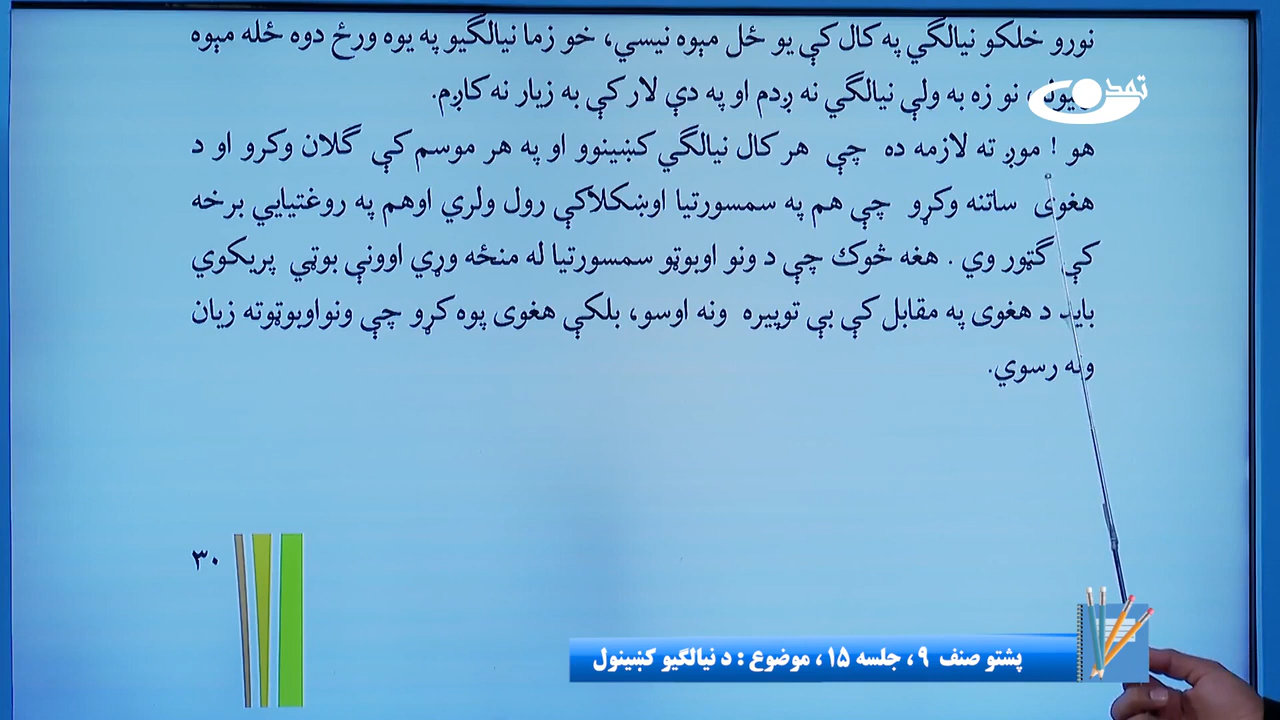 نورو خلکو نیالګي په کال کې یو ځل مېوه نیسي، خو زما نیالګیو په یوه ورځ دوه ځله مېوه
نو زه به ولې نیالګي نه ږدم او په دې لار کې به زیار نه کاږم.
هو ! موږ ته لازمه ده چې هر کال نیالګي کښېنوو او په هر موسم کې ګلان وکرو او د
هغوی ساتنه وکړو چې هم په سمسورتیا اوښکلاکې رول ولري اوهم په روغتیایي برخه
کې ګټور وي . هغه څوک چې د ونو اوبوټو سمسورتیا له منځه وړي اوونې بوټي پریکوي
باید د هغوی په مقابل کې بې توپیره ونه اوسو، بلکې هغوی پوه کړو چې ونواوبوټوته زیان
ونه رسوي.
۳۰
تمدن
پشتو صنف ۹ ، جلسه ۱۵ ، موضوع : د نیالګیو کښینول